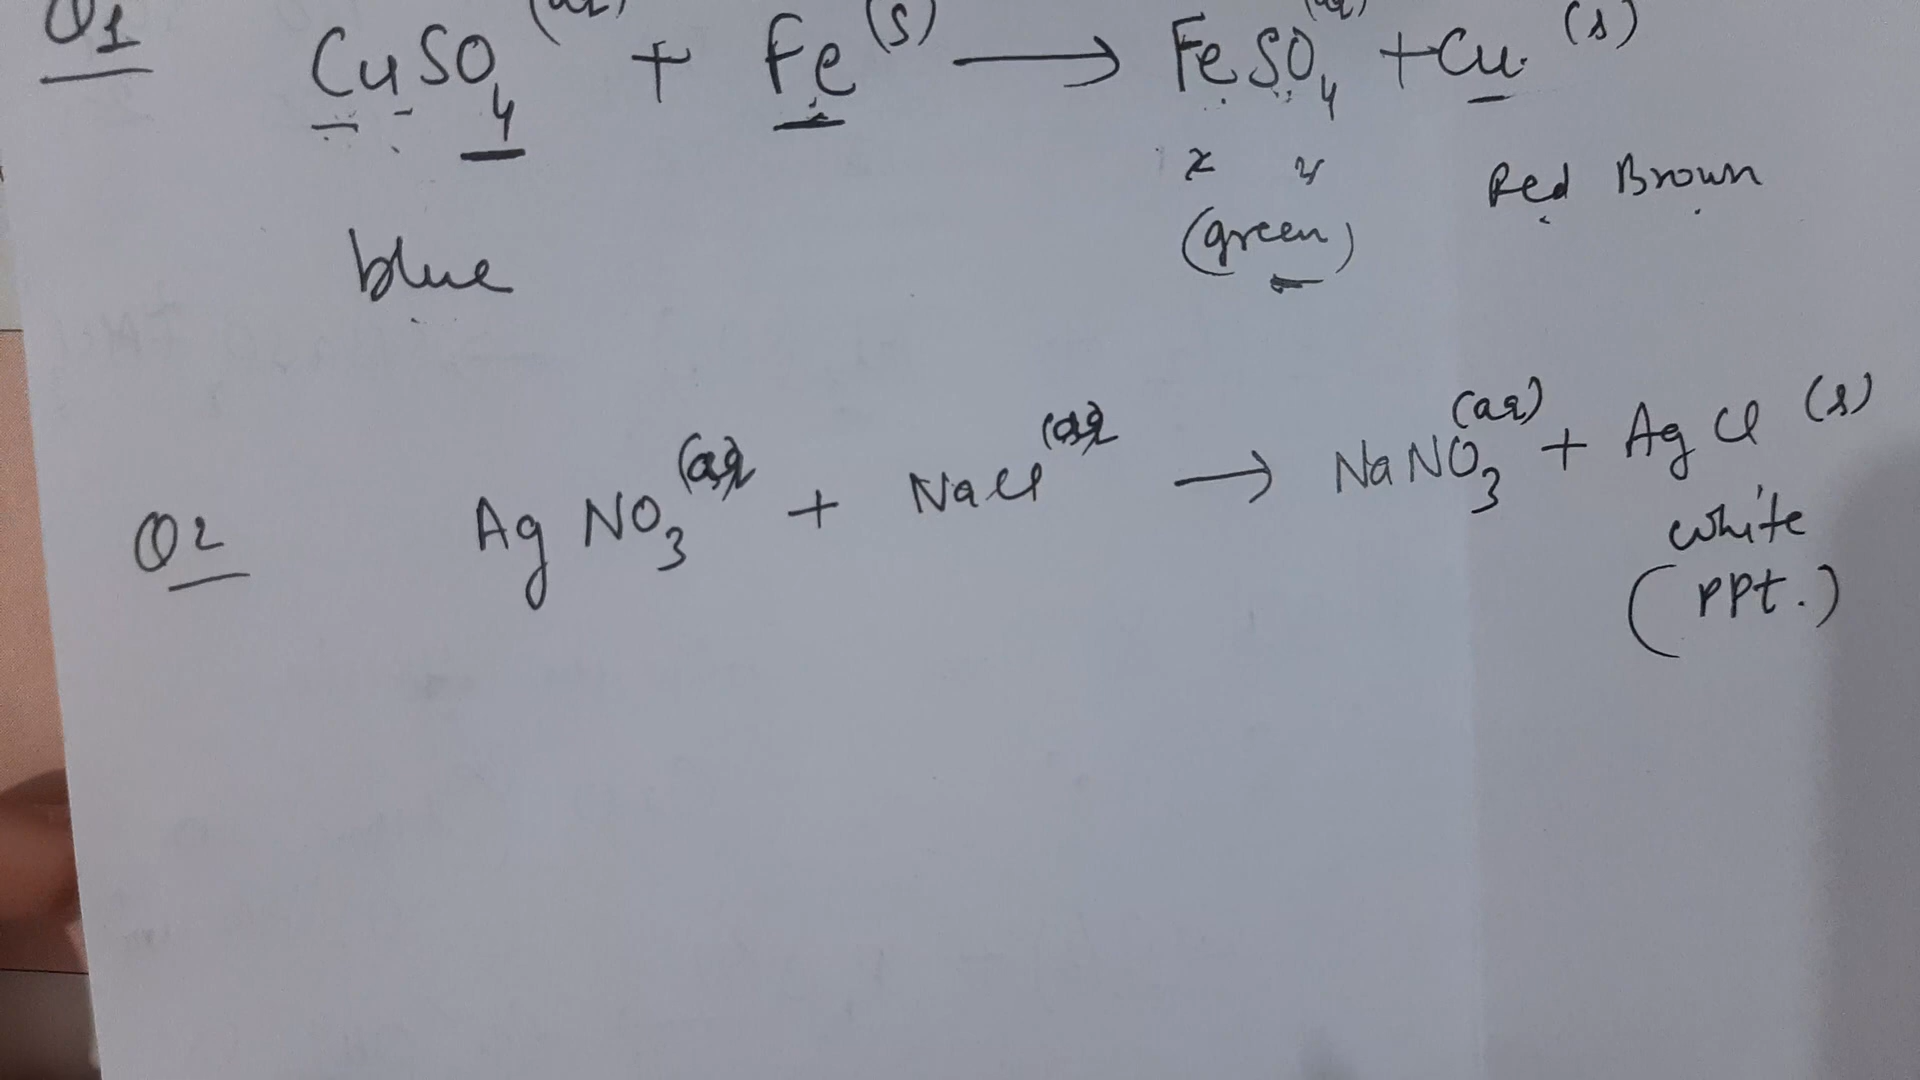 Q1 CuSO4 + Fe (s) → FeSO4 + Cu (s)
x y Red Brown
blue (green)
Q2 AgNO3 (aq) + NaCl (aq) → NaNO3 (aq) + AgCl (s)
white
(PPt.)